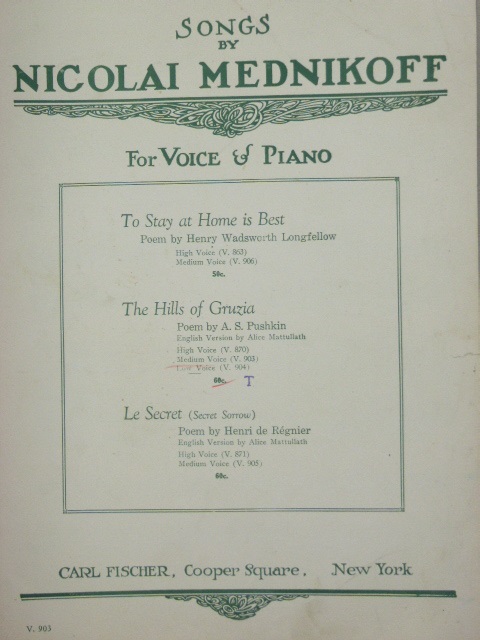 SONGS
BY
NICOLAI MEDNIKOFF
For VOICE & PIANO
To Stay at Home is Best
Poem by Henry Wadsworth Longfellow
High Voice (V. 863)
Medium Voice (V. 906)
50c.
The Hills of Gruzia
Poem by A. S. Pushkin
English Version by Alice Mattullath
High Voice (V. 870)
Medium Voice (V. 903)
Low Voice (V. 904)
60c. T
Le Secret (Secret Sorrow)
Poem by Henri de Régnier
English Version by Alice Mattullath
High Voice (V. 871)
Medium Voice (V. 905)
60c.
CARL FISCHER, Cooper Square, New York
V. 903